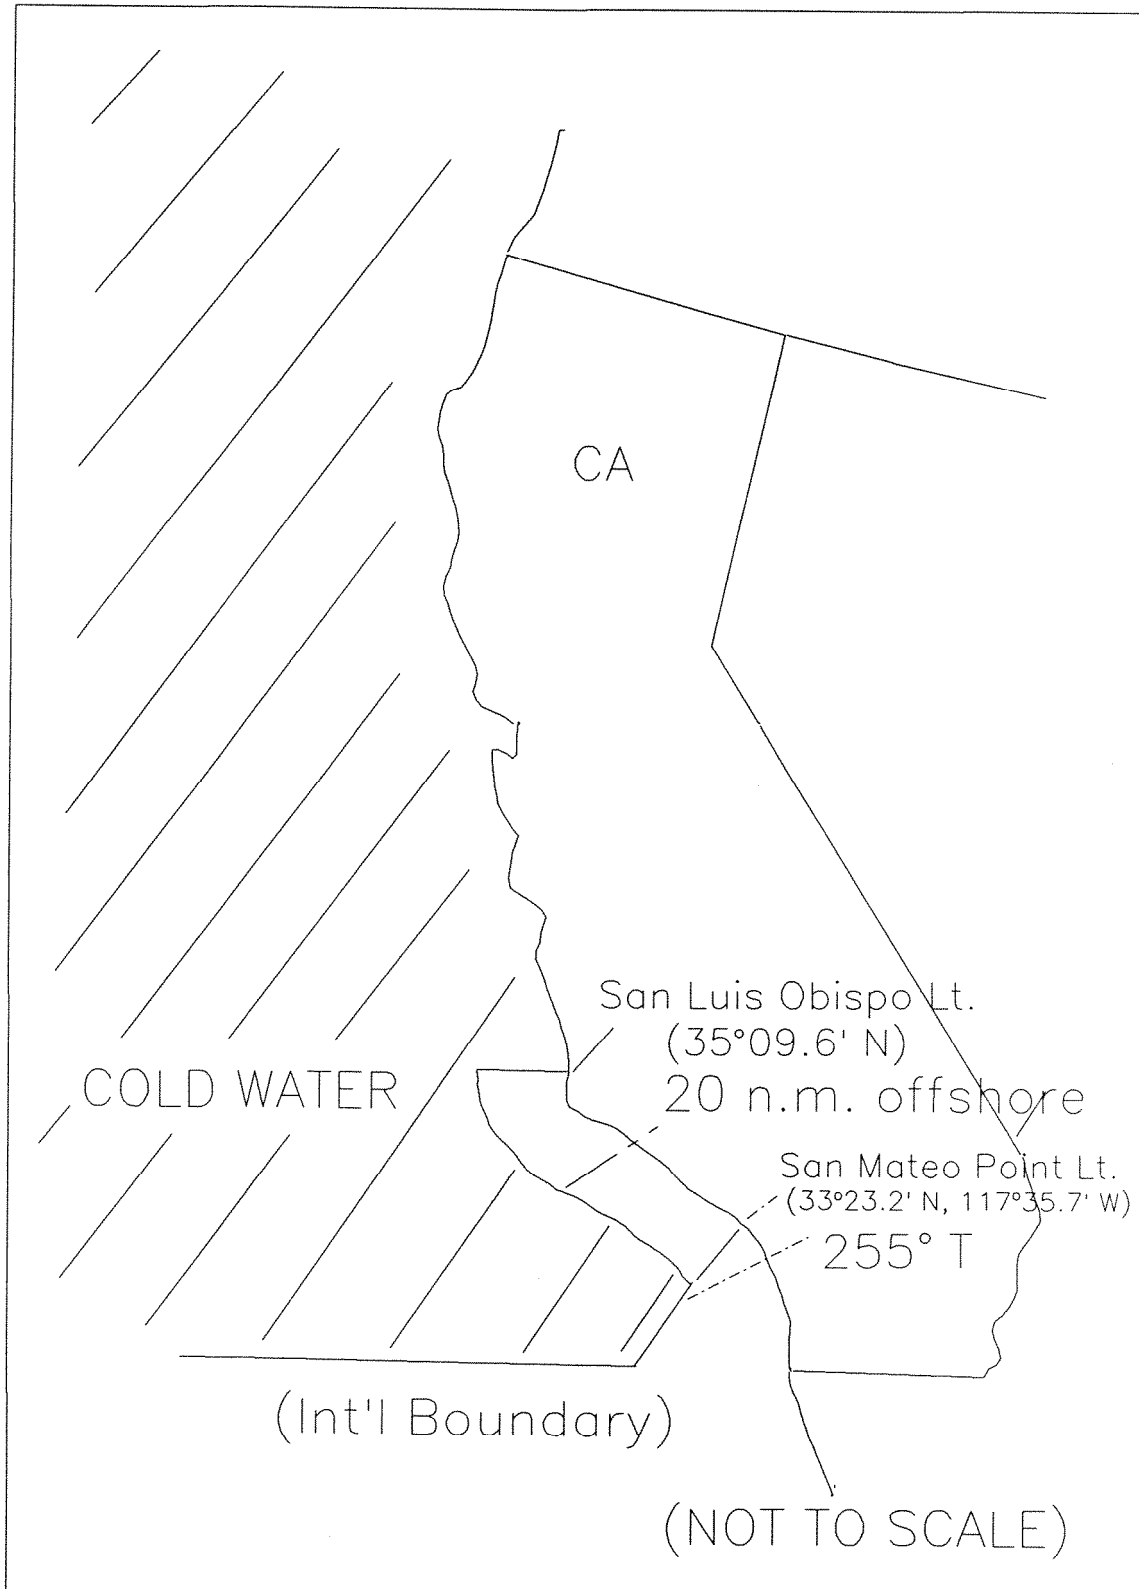 CA
San Luis Obispo Lt.
(35°09.6' N)
COLD WATER
20 n.m. offshore
San Mateo Point Lt.
(33°23.2' N, 117°35.7' W)
255° T
(Int'l Boundary)
(NOT TO SCALE)